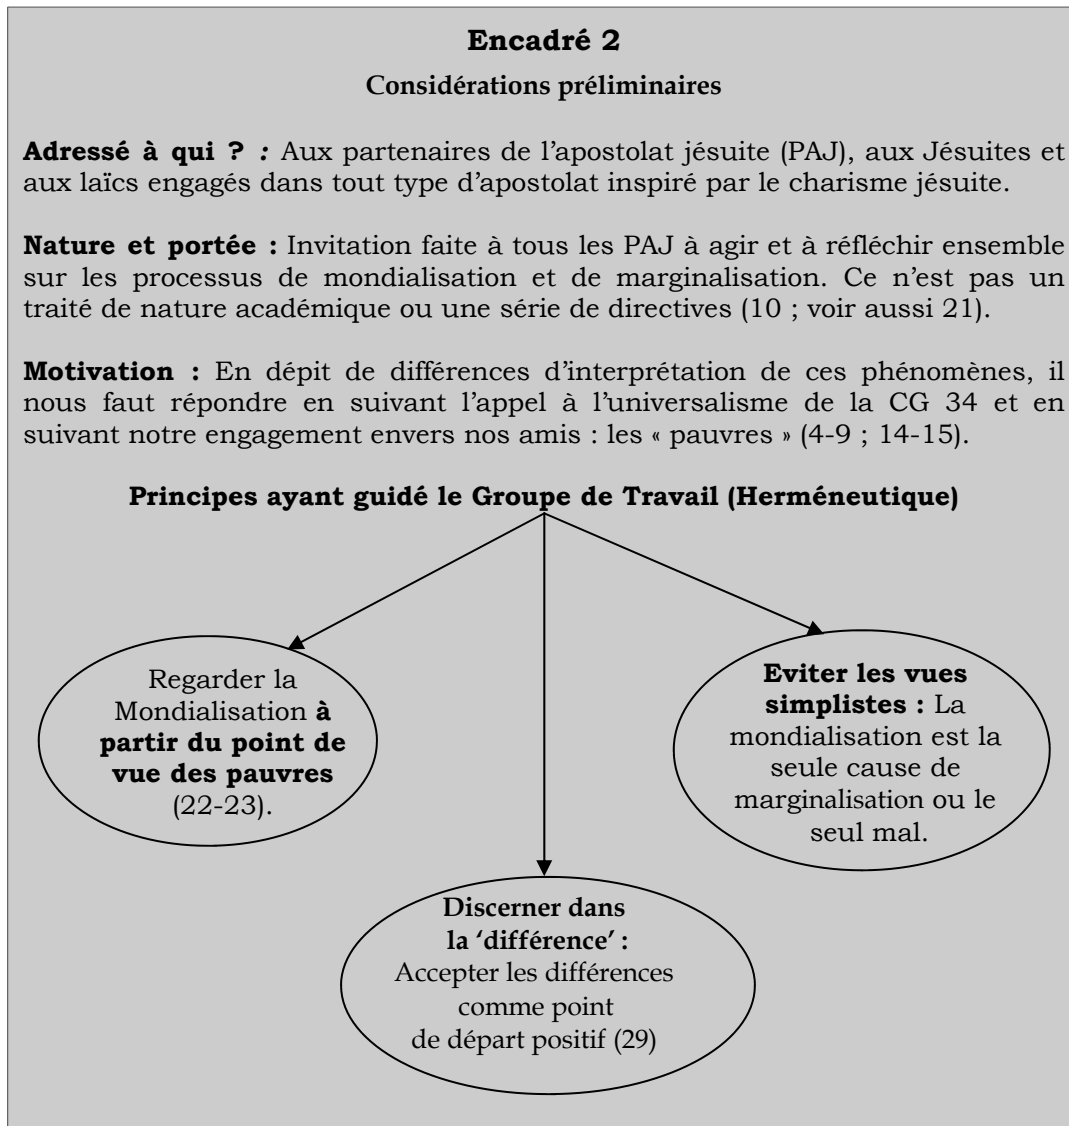 Encadré 2
Considérations préliminaires
Adressé à qui ? : Aux partenaires de l’apostolat jésuite (PAJ), aux Jésuites et
aux laïcs engagés dans tout type d’apostolat inspiré par le charisme jésuite.
Nature et portée : Invitation faite à tous les PAJ à agir et à réfléchir ensemble
sur les processus de mondialisation et de marginalisation. Ce n’est pas un
traité de nature académique ou une série de directives (10 ; voir aussi 21).
Motivation : En dépit de différences d’interprétation de ces phénomènes, il
nous faut répondre en suivant l’appel à l’universalisme de la CG 34 et en
suivant notre engagement envers nos amis : les « pauvres » (4-9 ; 14-15).
Principes ayant guidé le Groupe de Travail (Herméneutique)
Regarder la
Mondialisation à
partir du point de
vue des pauvres
(22-23).
Eviter les vues
simplistes : La
mondialisation est la
seule cause de
marginalisation ou le
seul mal.
Discerner dans
la ‘différence’ :
Accepter les différences
comme point
de départ positif (29)